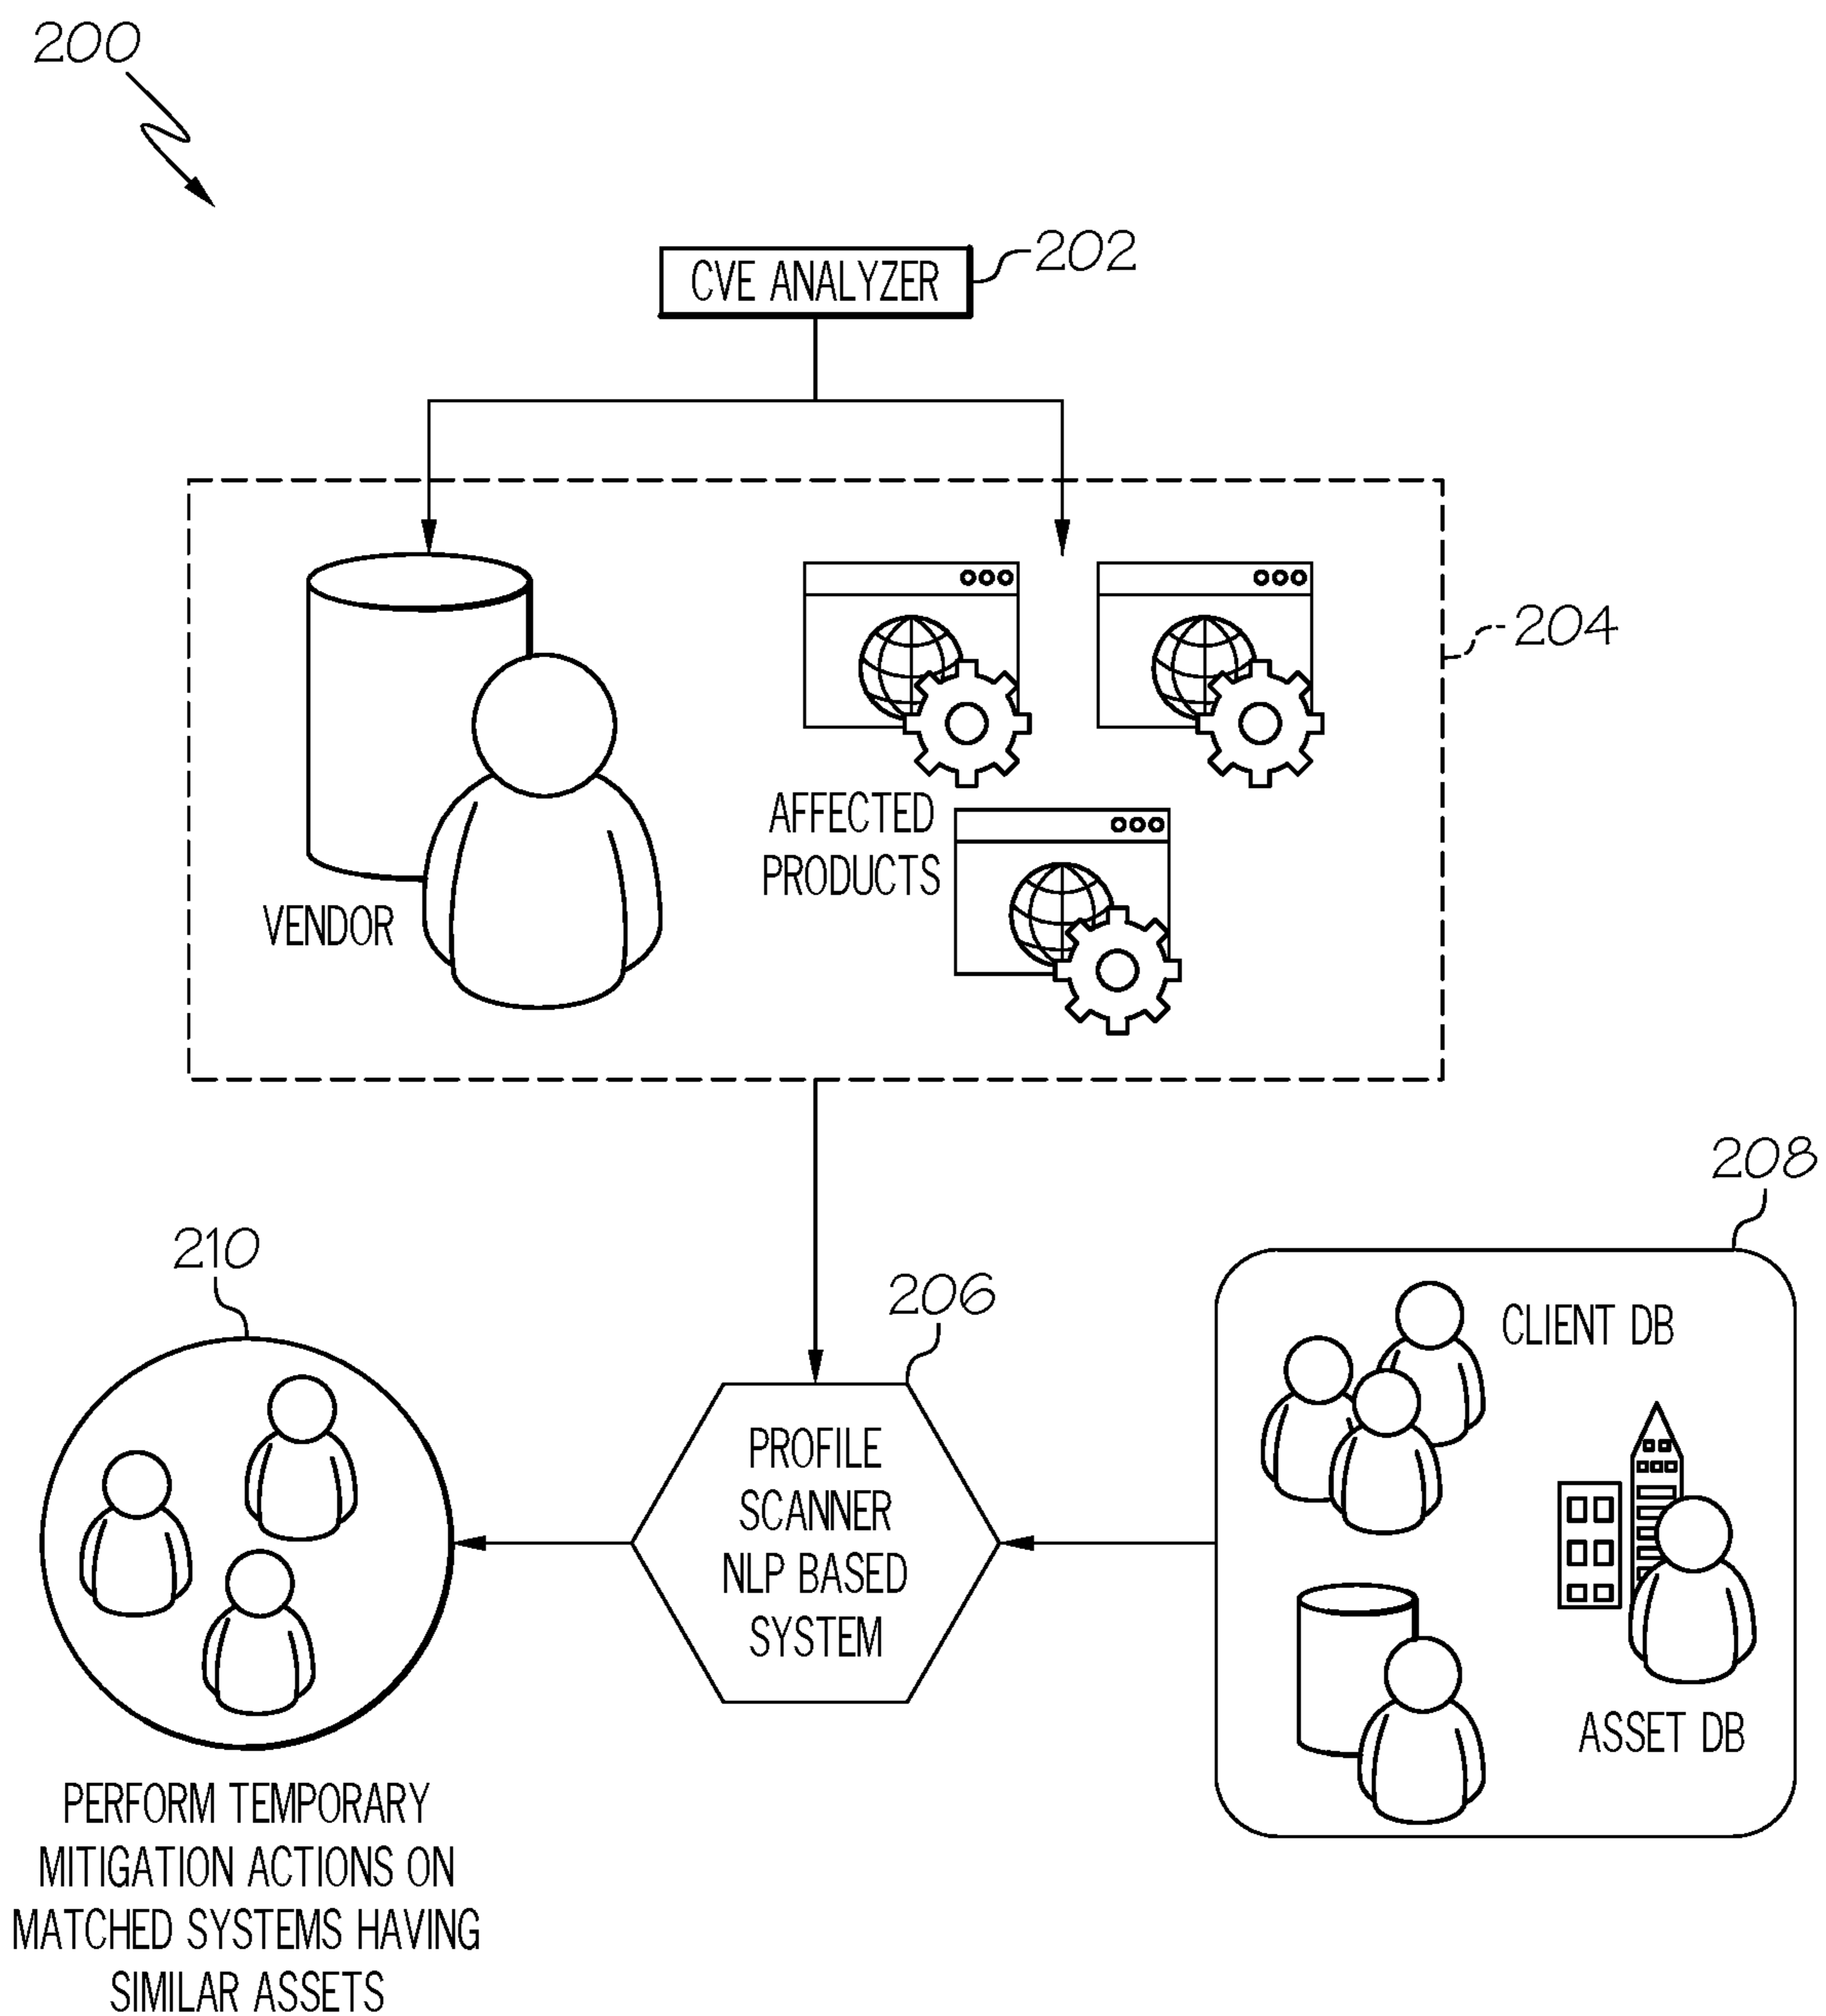 200
CVE ANALYZER
202
204
AFFECTED
PRODUCTS
VENDOR
208
210
206
CLIENT DB
PROFILE
SCANNER
NLP BASED
SYSTEM
ASSET DB
PERFORM TEMPORARY
MITIGATION ACTIONS ON
MATCHED SYSTEMS HAVING
SIMILAR ASSETS